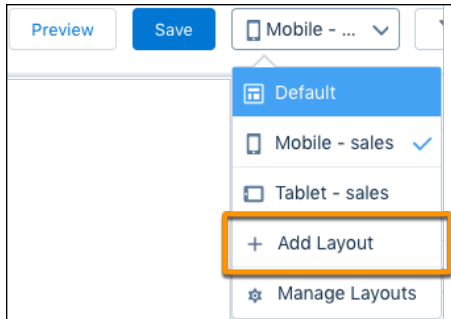 Preview
Save
Mobile - ...
Default
Mobile - sales
Tablet - sales
Add Layout
Manage Layouts